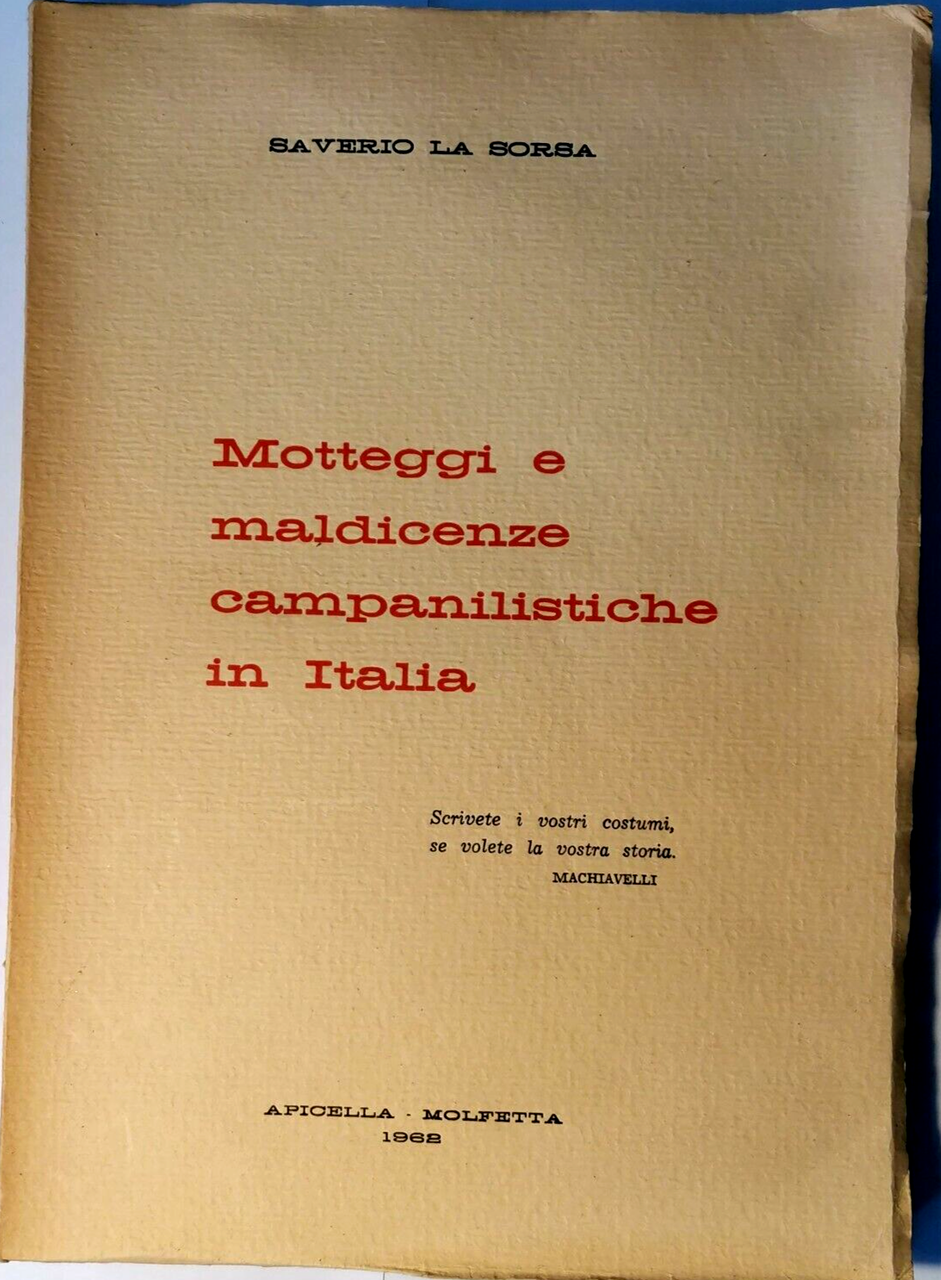 SAVERIO LA SORSA
Motteggi e
maldicenze
campanilistiche
in Italia
Scrivete i vostri costumi,
se volete la vostra storia.
MACHIAVELLI
APICELLA - MOLFETTA
1962